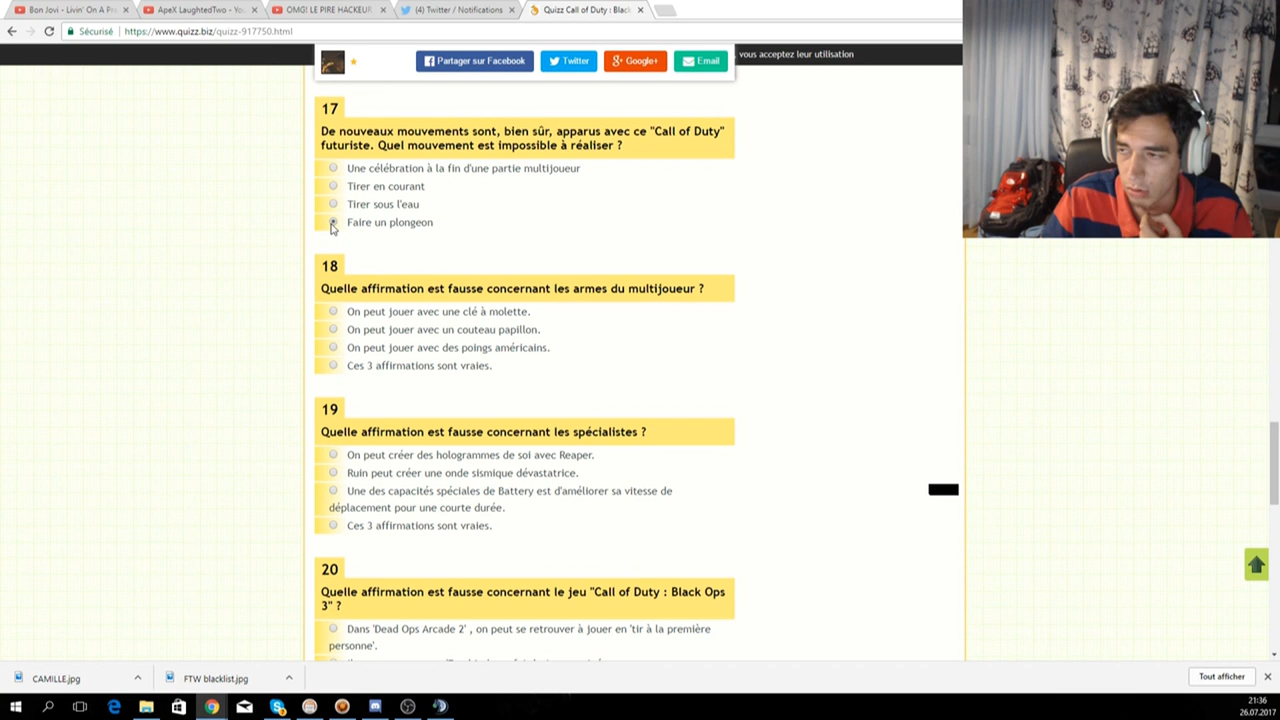 Bon Jovi - Livin' On A Pr
ApeX LaughtedTwo - Yo
OMG! LE PIRE HACKEUR
(4) Twitter / Notifications
Quizz Call of Duty : Blac
Sécurisé
https://www.quizz.biz/quizz-917750.html
Partager sur Facebook
Twitter
Google+
Email
vous acceptez leur utilisation
17
De nouveaux mouvements sont, bien sûr, apparus avec ce "Call of Duty"
futuriste. Quel mouvement est impossible à réaliser ?
Une célébration à la fin d'une partie multijoueur
Tirer en courant
Tirer sous l'eau
Faire un plongeon
18
Quelle affirmation est fausse concernant les armes du multijoueur ?
On peut jouer avec une clé à molette.
On peut jouer avec un couteau papillon.
On peut jouer avec des poings américains.
Ces 3 affirmations sont vraies.
19
Quelle affirmation est fausse concernant les spécialistes ?
On peut créer des hologrammes de soi avec Reaper.
Ruin peut créer une onde sismique dévastatrice.
Une des capacités spéciales de Battery est d'améliorer sa vitesse de
déplacement pour une courte durée.
Ces 3 affirmations sont vraies.
20
Quelle affirmation est fausse concernant le jeu "Call of Duty : Black Ops
3" ?
Dans 'Dead Ops Arcade 2' , on peut se retrouver à jouer en 'tir à la première
personne'.
CAMILLE.jpg
FTW blacklist.jpg
Tout afficher
21:36
26.07.2017